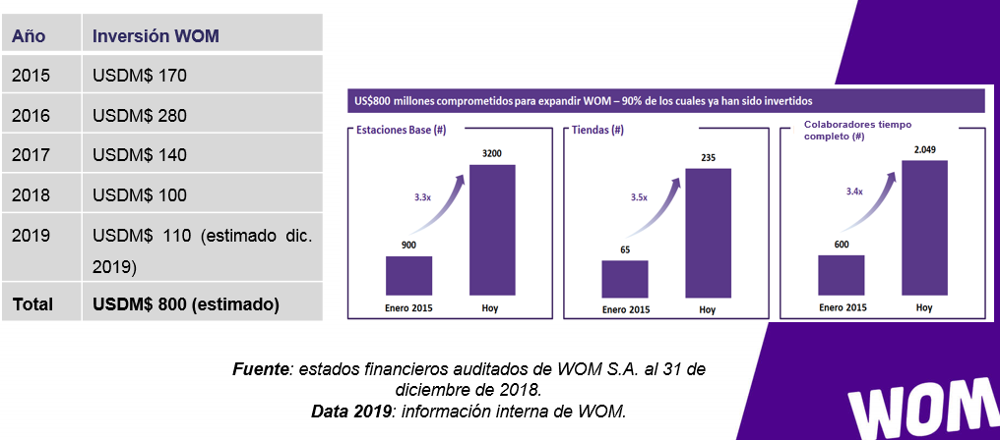 Año Inversión WOM
2015 USDM$ 170
2016 USDM$ 280
2017 USDM$ 140
2018 USDM$ 100
2019 USDM$ 110 (estimado dic.
2019)
Total USDM$ 800 (estimado)
US$800 millones comprometidos para expandir WOM – 90% de los cuales ya han sido invertidos
Estaciones Base (#)
3200
3.3x
900
Enero 2015 Hoy
Tiendas (#)
235
3.5x
65
Enero 2015 Hoy
Colaboradores tiempo
completo (#)
2.049
3.4x
600
Enero 2015 Hoy
Fuente: estados financieros auditados de WOM S.A. al 31 de
diciembre de 2018.
Data 2019: información interna de WOM.
WOM